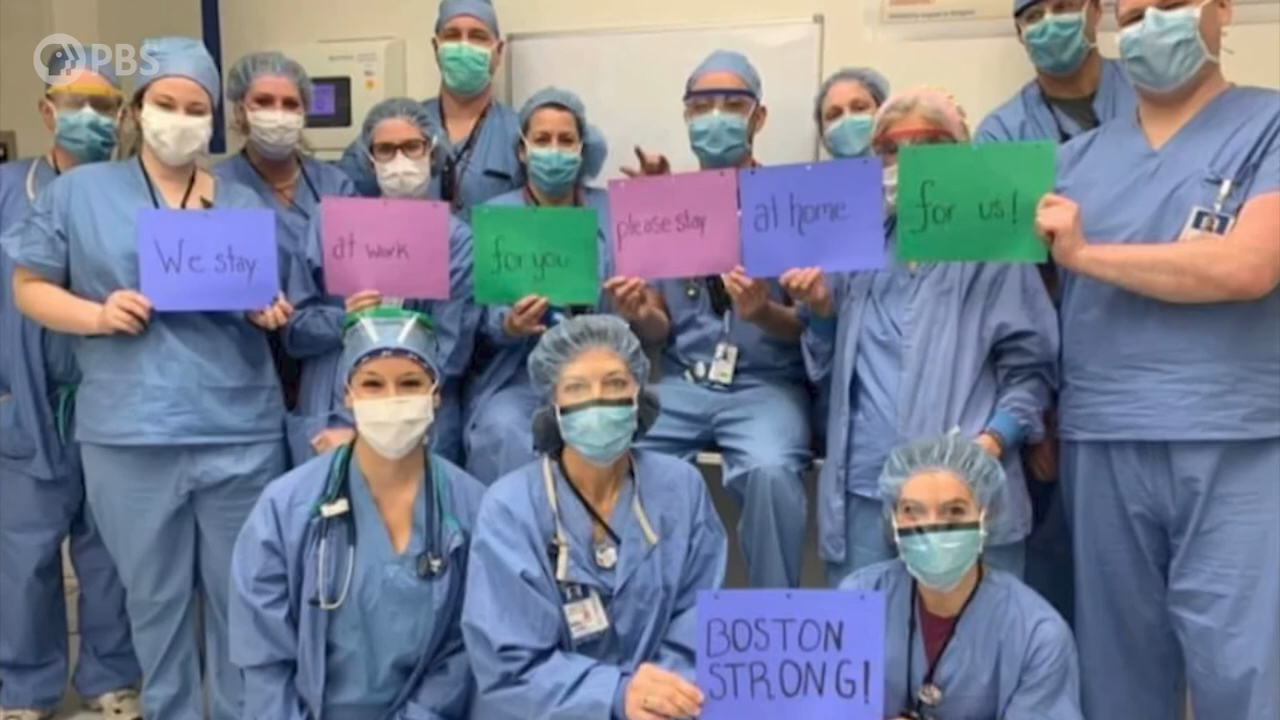 PBS
We stay
at work
for you
please stay
at home
for us!
BOSTON
STRONG!